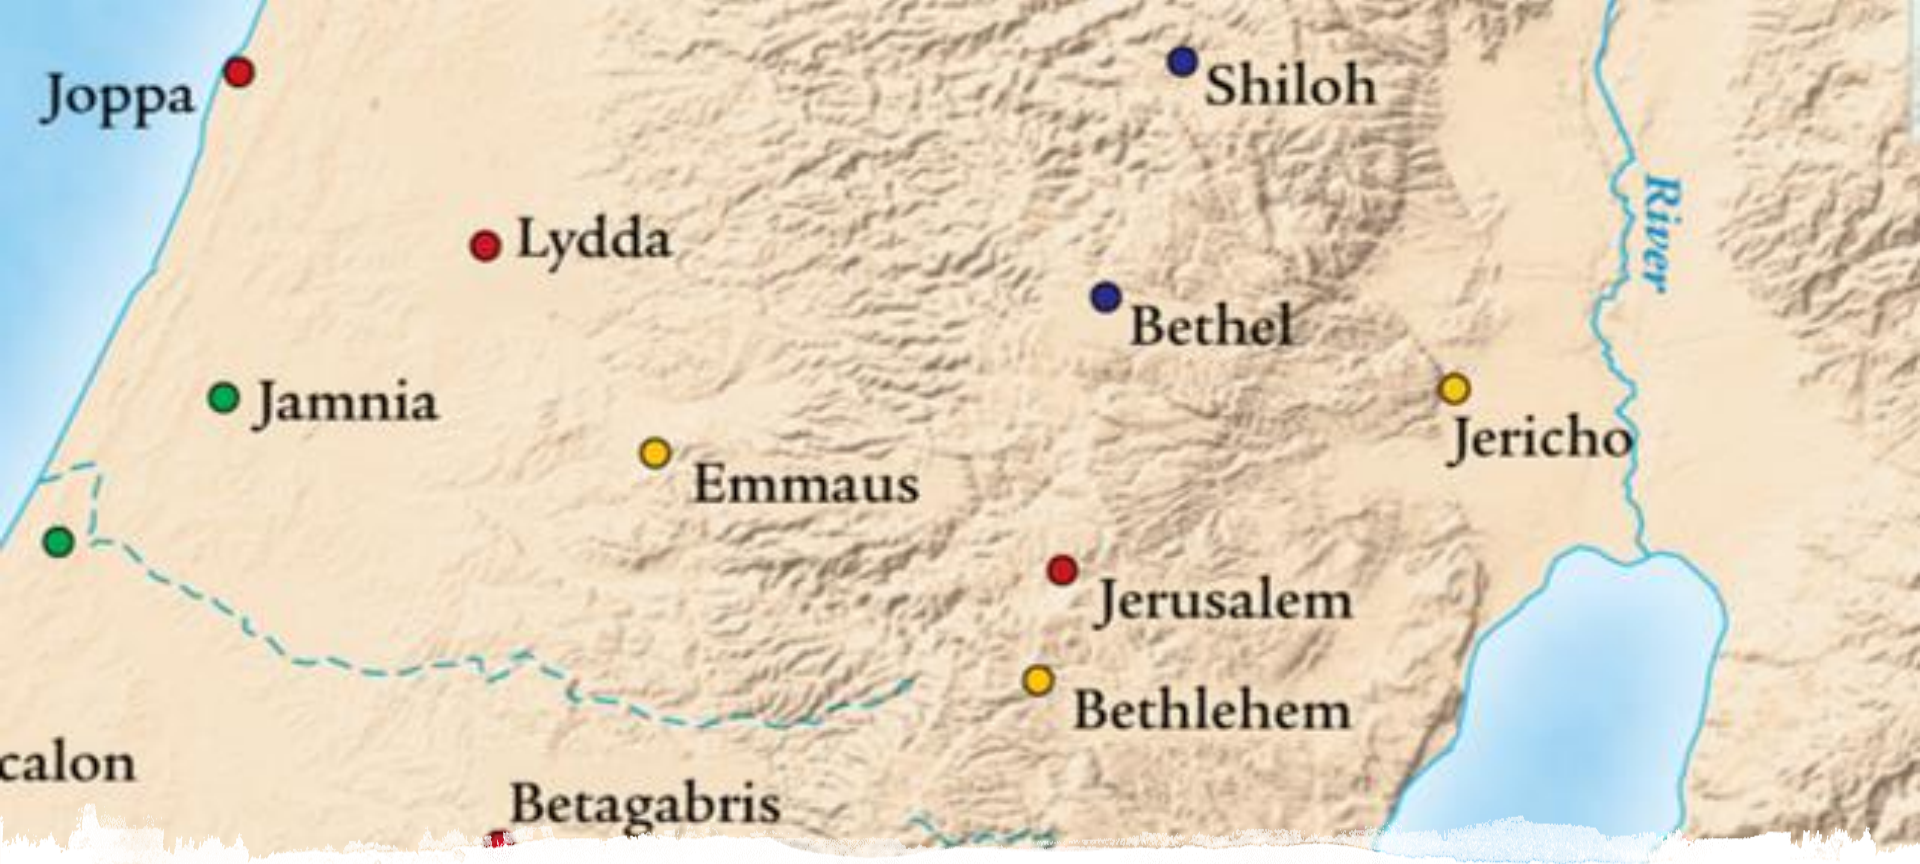 Joppa
Shiloh
River
Lydda
Bethel
Jamnia
Jericho
Emmaus
Jerusalem
Bethlehem
calon
Betagabris